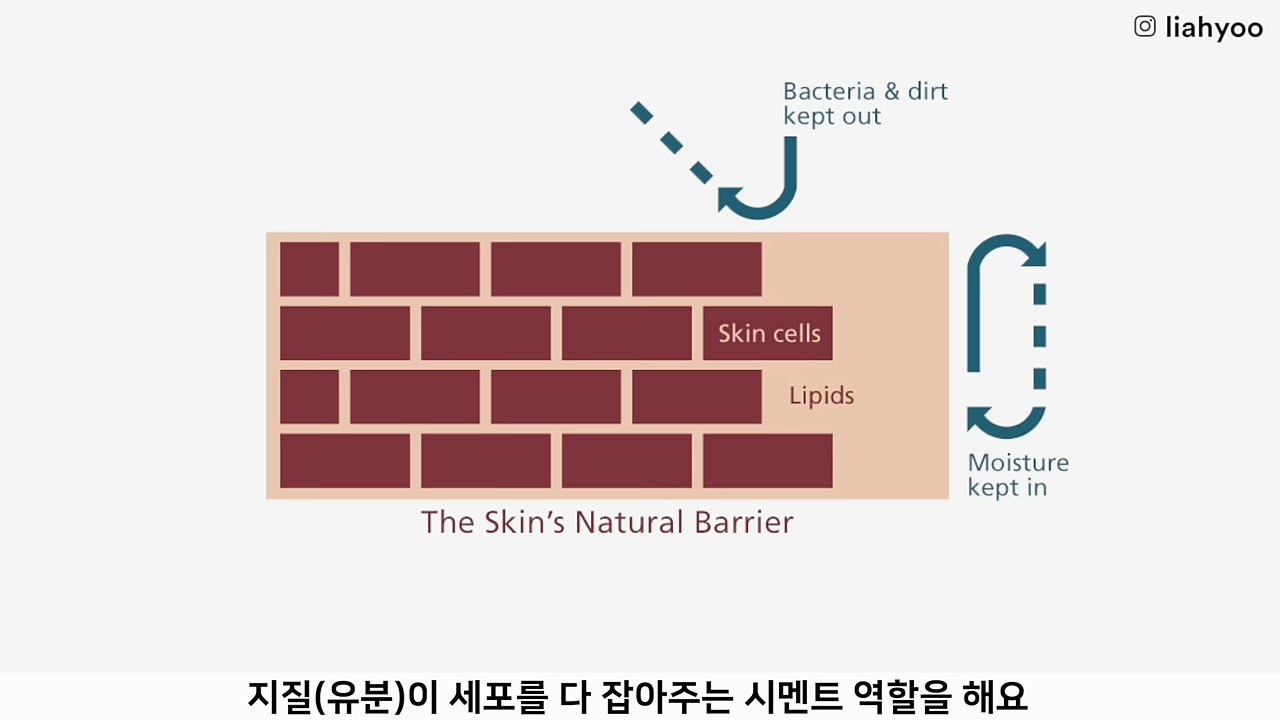 liahyoo
Bacteria & dirt
kept out
Skin cells
Lipids
Moisture
kept in
The Skin's Natural Barrier
지질(유분)이 세포를 다 잡아주는 시멘트 역할을 해요